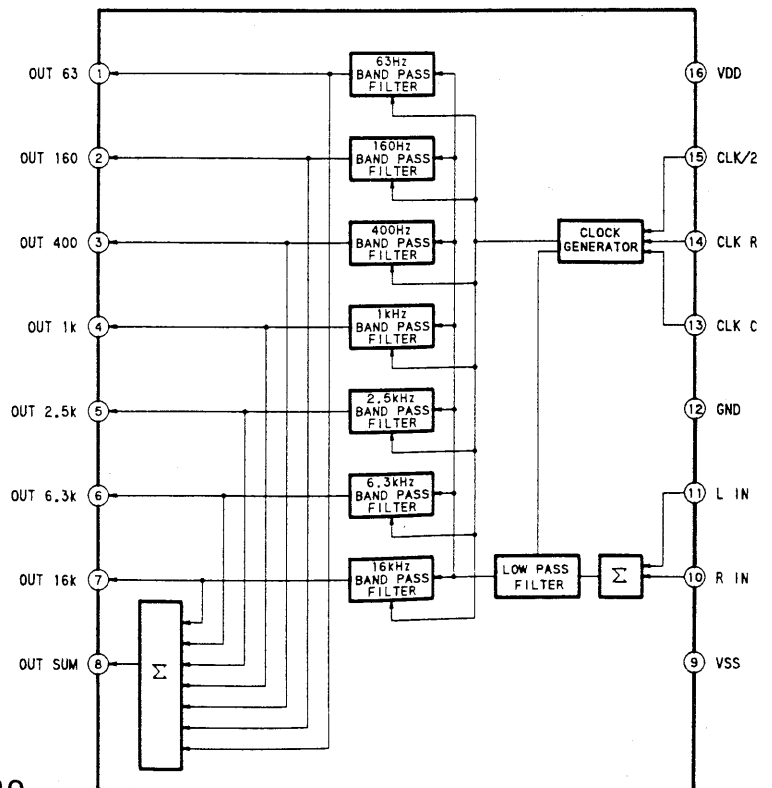 OUT 63
1
63Hz
BAND PASS
FILTER
16
VDD
OUT 160
2
160Hz
BAND PASS
FILTER
15
CLK/2
OUT 400
3
400Hz
BAND PASS
FILTER
CLOCK
GENERATOR
14
CLK R
OUT 1k
4
1kHz
BAND PASS
FILTER
13
CLK C
OUT 2.5k
5
2.5kHz
BAND PASS
FILTER
12
GND
OUT 6.3k
6
6.3kHz
BAND PASS
FILTER
11
L IN
OUT 16k
7
16kHz
BAND PASS
FILTER
LOW PASS
FILTER
Σ
10
R IN
OUT SUM
8
Σ
9
VSS